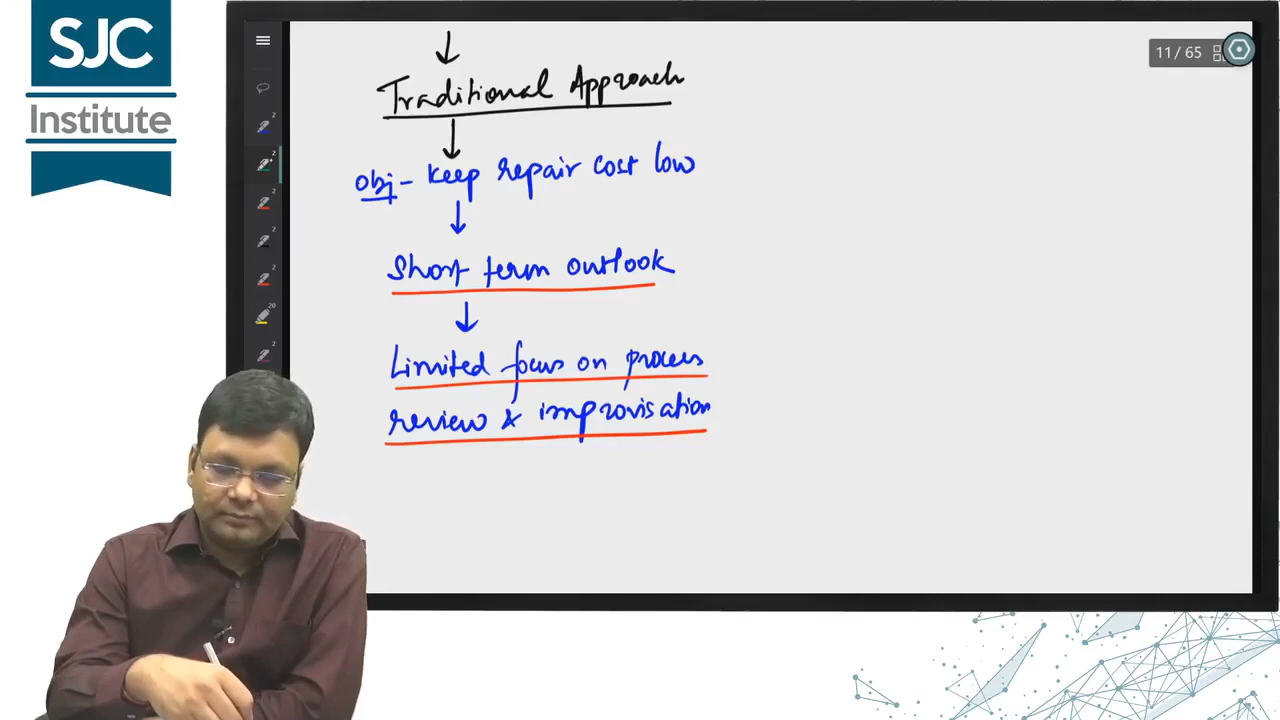 SJC
Institute
11/65
Traditional Approach
Obj - Keep repair cost low
Short term outlook
Limited focus on process
review & improvisation